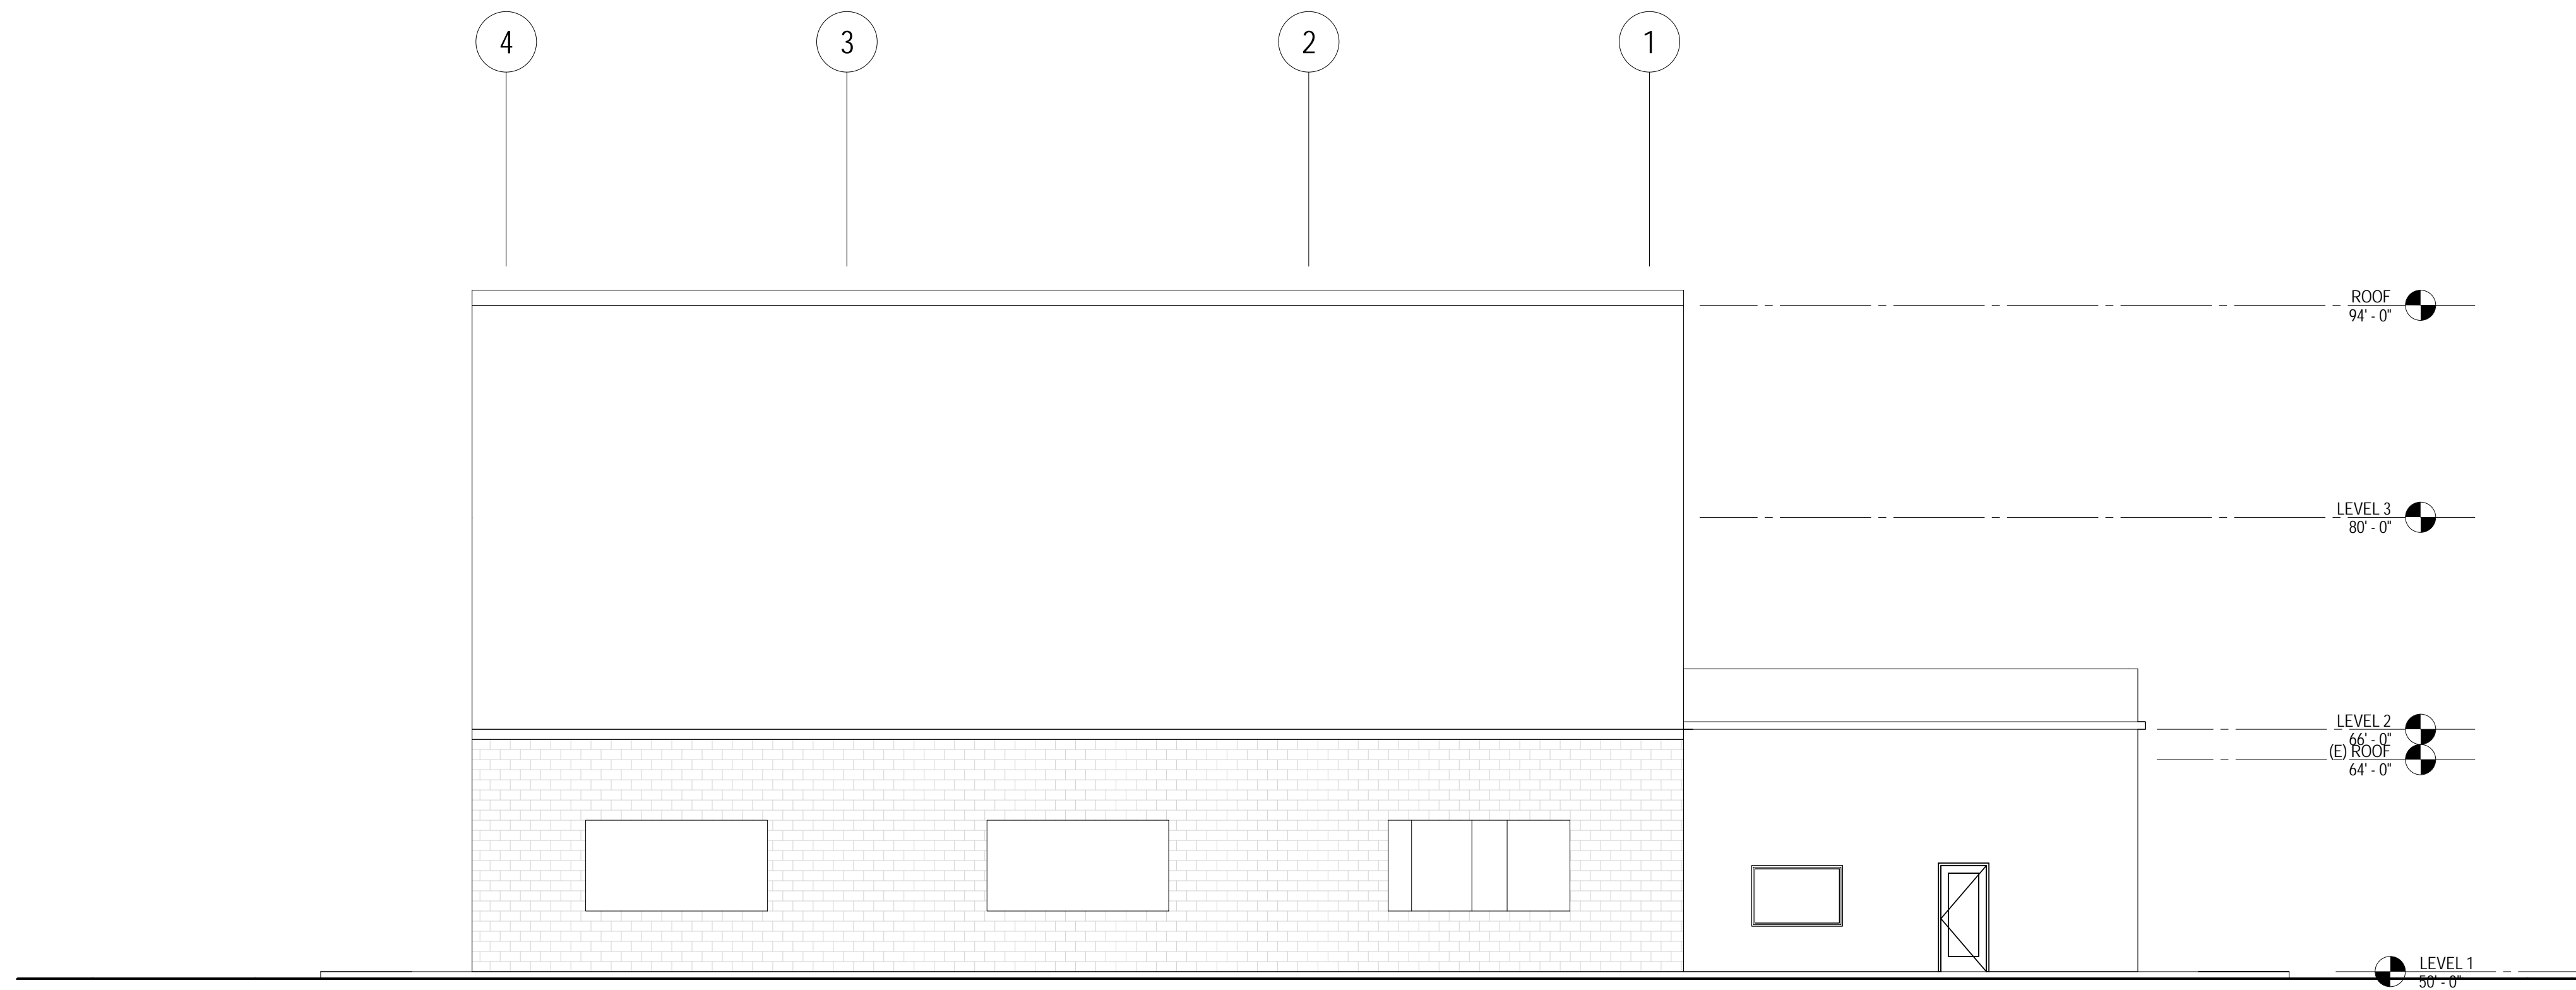 4
3
2
1
ROOF
94' - 0"
LEVEL 3
80' - 0"
LEVEL 2
66' - 0"
(E) ROOF
64' - 0"
LEVEL 1
50' - 0"